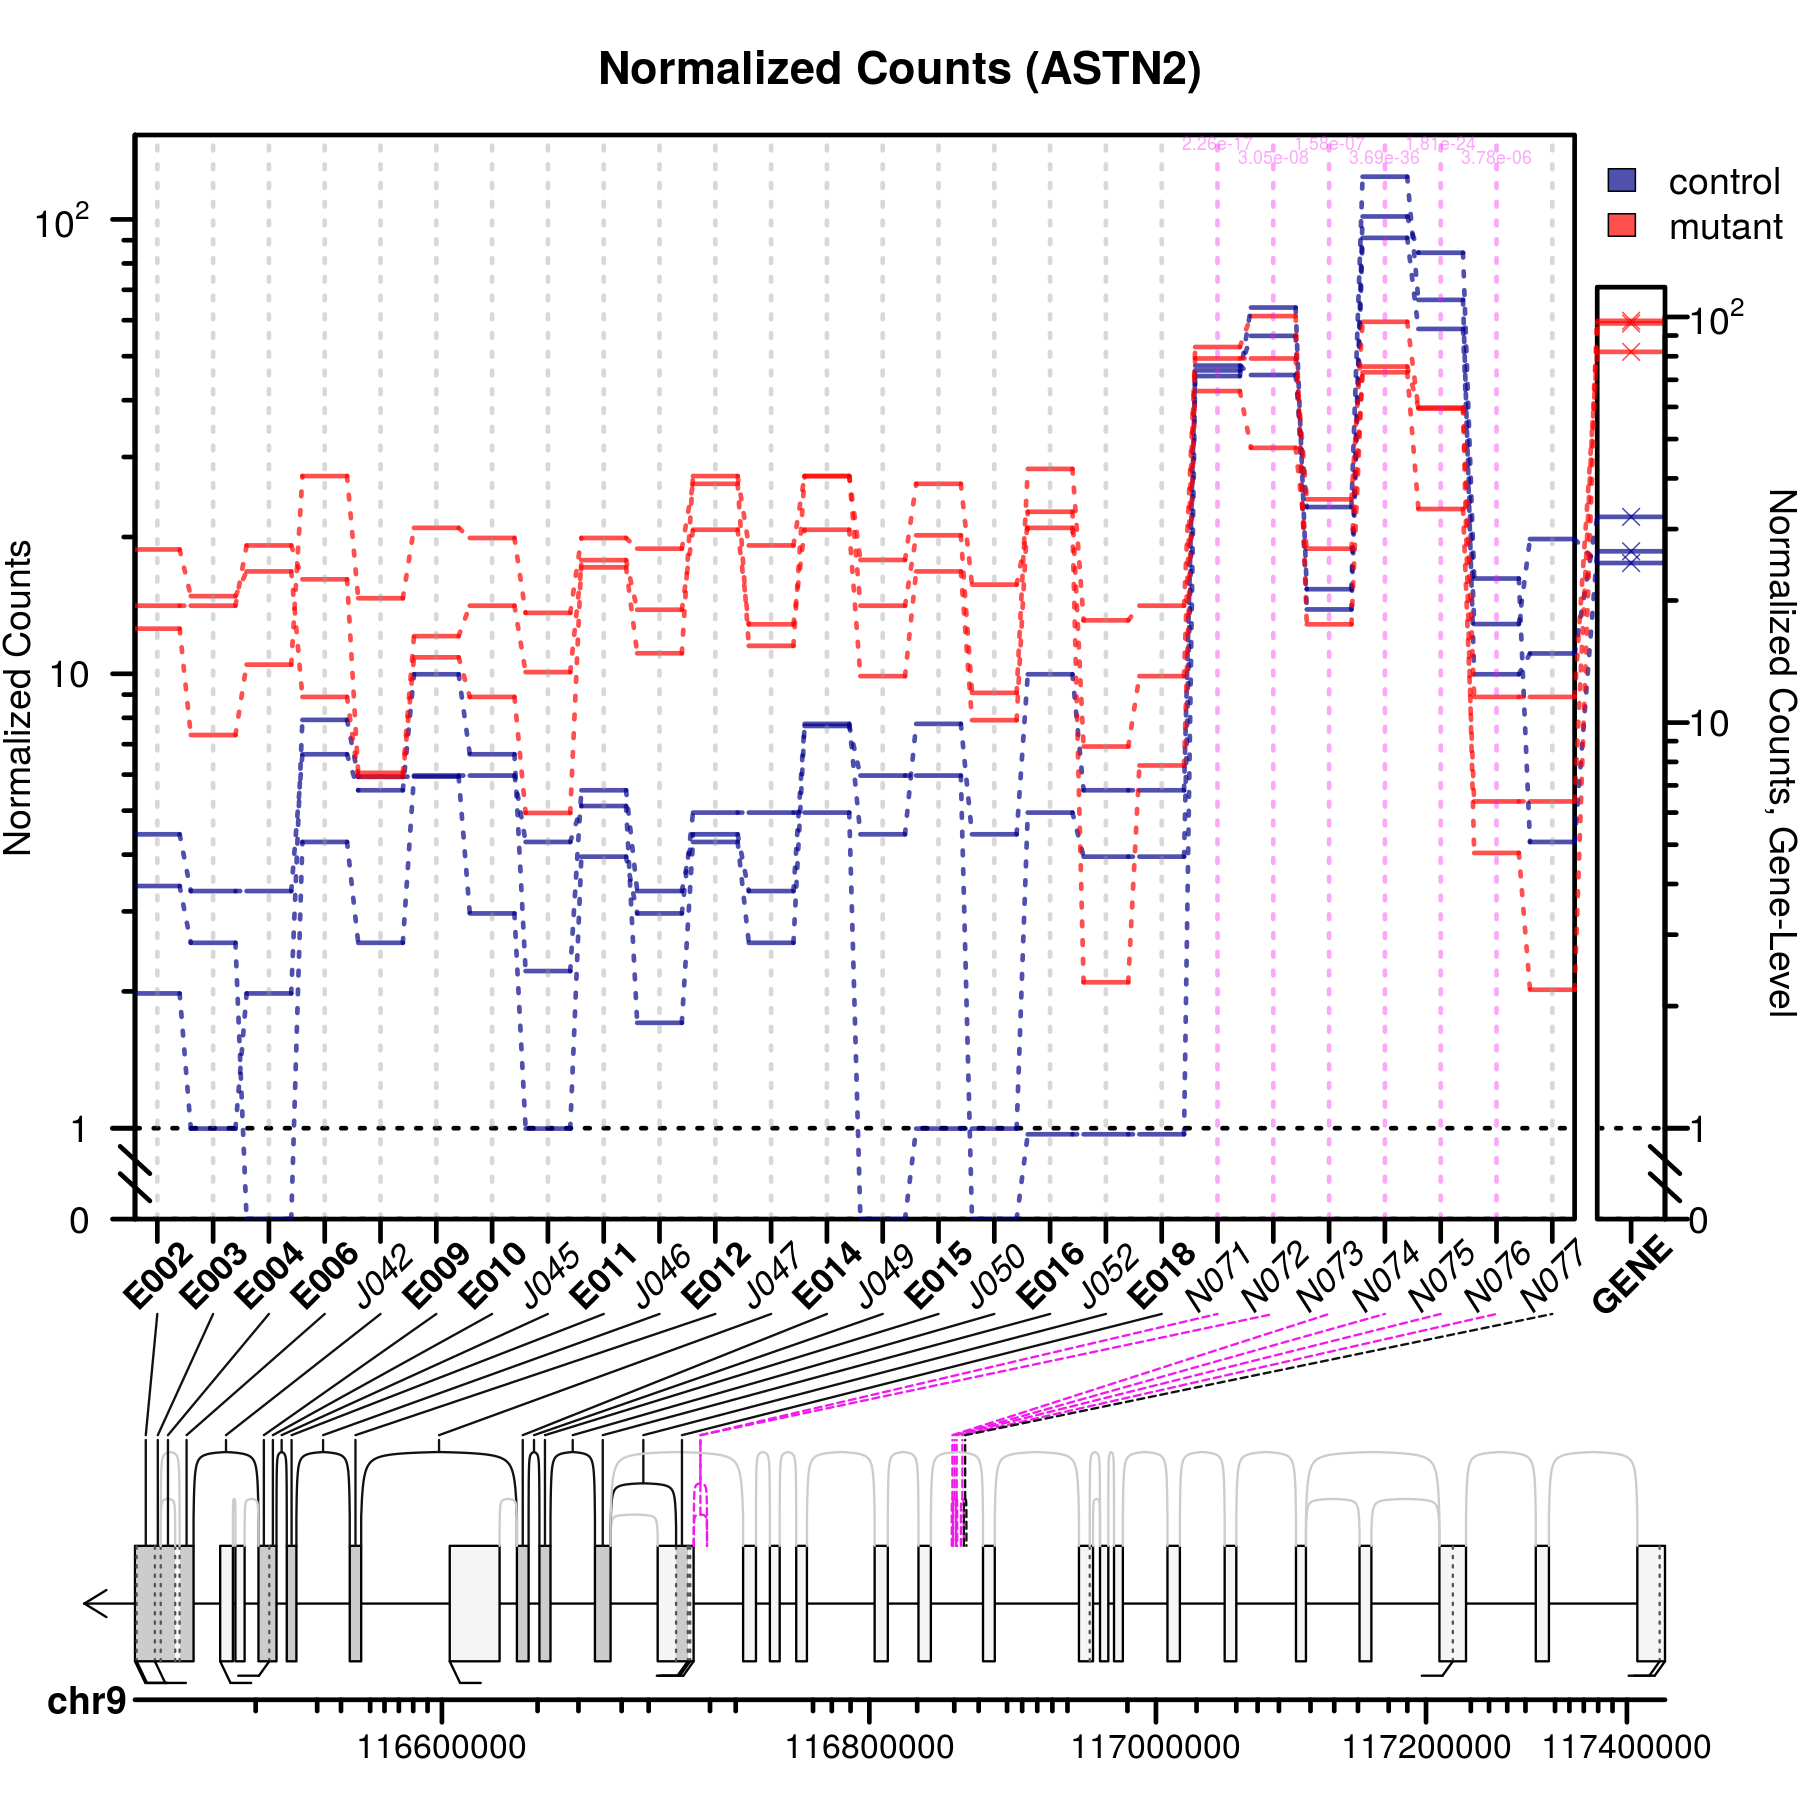 Normalized Counts (ASTN2)
2.26e-17 1.58e-07 1.81e-24
3.05e-08 3.69e-36 3.78e-06
control
mutant
10²
10
1
0
Normalized Counts
10²
10
1
0
Normalized Counts, Gene-Level
E002 E003 E004 E006 J042 E009 E010 J045 E011 J046 E012 J047 E014 J049 E015 J050 E016 J052 E018 N071 N072 N073 N074 N075 N076 N077 GENE
chr9
116600000 116800000 117000000 117200000 117400000